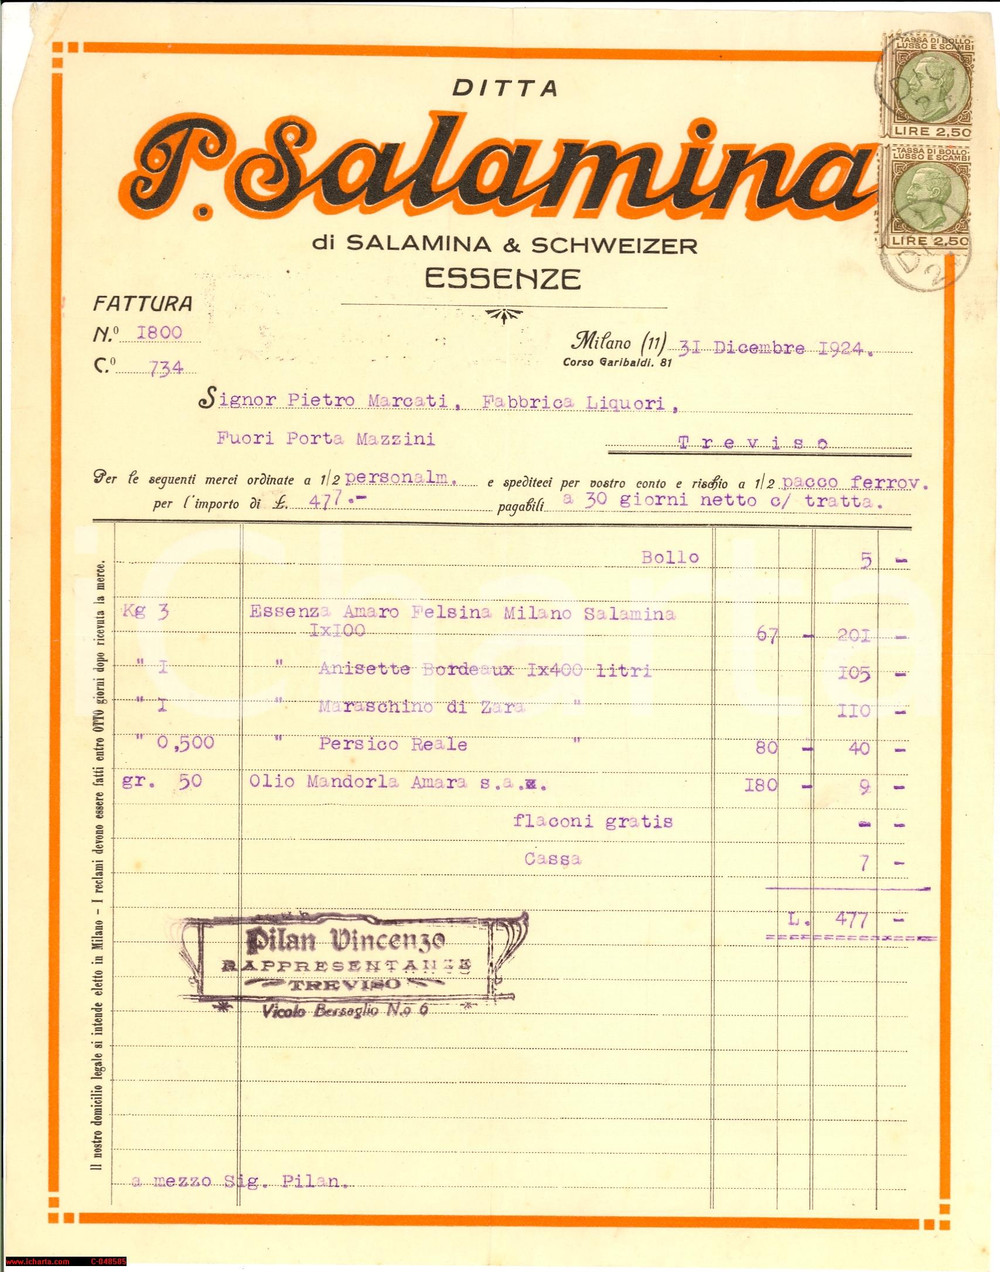 DITTA
P. Salamina
di SALAMINA & SCHWEIZER
ESSENZE
TASSA DI BOLLO-
LUSSO E SCAMBI
LIRE 2,50
TASSA DI BOLLO-
LUSSO E SCAMBI
LIRE 2,50
FATTURA
N.º 1800
C.º 734
Milano (11) 31 Dicembre 1924.
Corso Garibaldi. 81
Signor Pietro Marcati, Fabbrica Liquori,
Fuori Porta Mazzini
Treviso
Per le seguenti merci ordinate a 1/2 personalm. e spediteci per vostro conto e rischio a 1/2 pacco ferrov.
per l'importo di £. 477.- pagabili a 30 giorni netto c/ tratta.
Bollo 5 -
Kg 3 Essenza Amaro Felsina Milano Salamina
1x100 67 - 201 -
" 1 " Anisette Bordeaux 1x400 litri 105 -
" 1 " Maraschino di Zara " 110 -
" 0,500 " Persico Reale " 80 - 40 -
gr. 50 Olio Mandorla Amara s.a.x. 180 - 9 -
flaconi gratis - -
Cassa 7 -
L. 477 -
Pilan Vincenzo
RAPPRESENTANZE
TREVISO
Vicolo Bersaglio N.o 6
a mezzo Sig. Pilan.
Il nostro domicilio legale si intende eletto in Milano - I reclami devono essere fatti entro OTTO giorni dopo ricevuta la merce.
iCharta
www.icharta.com C-048585